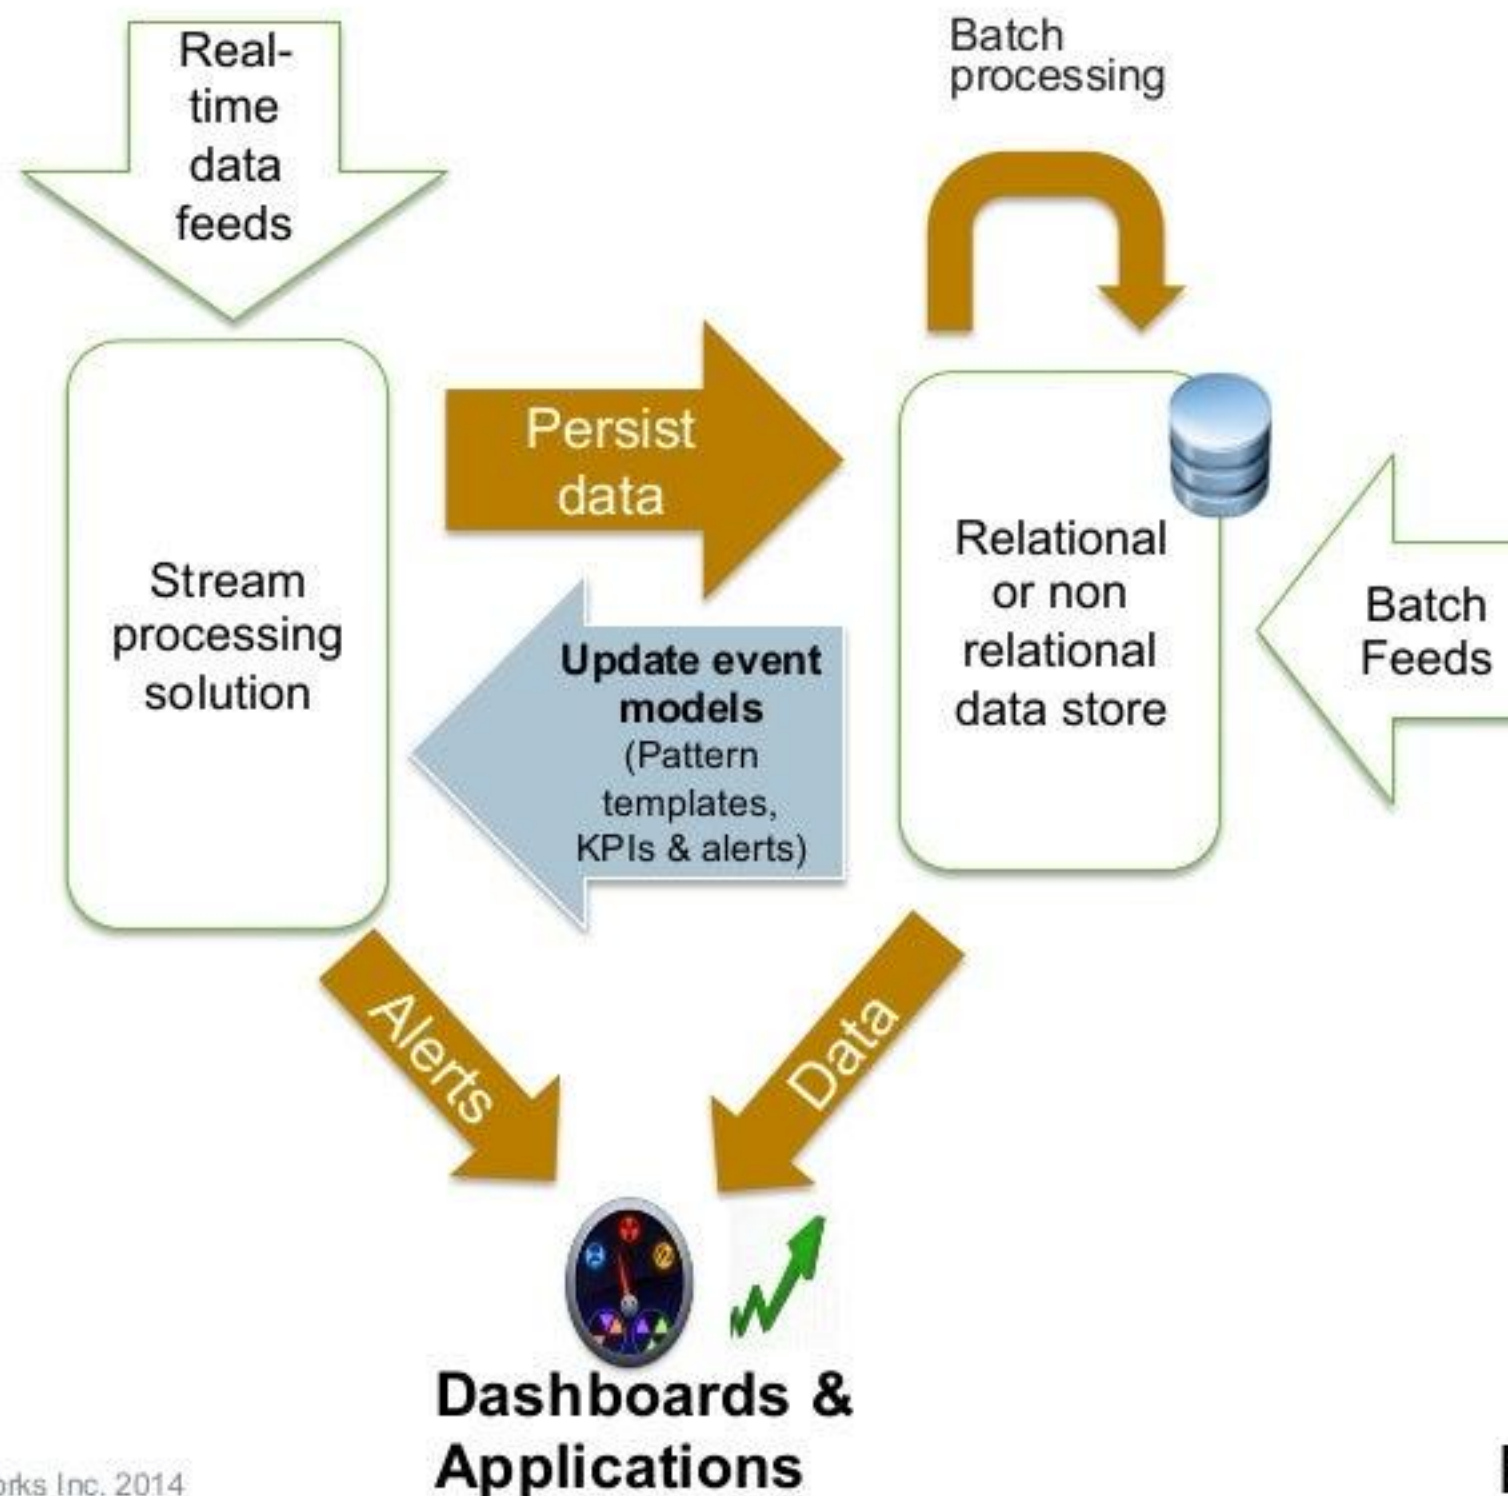 Real-
time
data
feeds
Batch
processing
Persist
data
Stream
processing
solution
Relational
or non
relational
data store
Batch
Feeds
Update event
models
(Pattern
templates,
KPIs & alerts)
Alerts
Data
Dashboards &
Applications
Inc. 2014